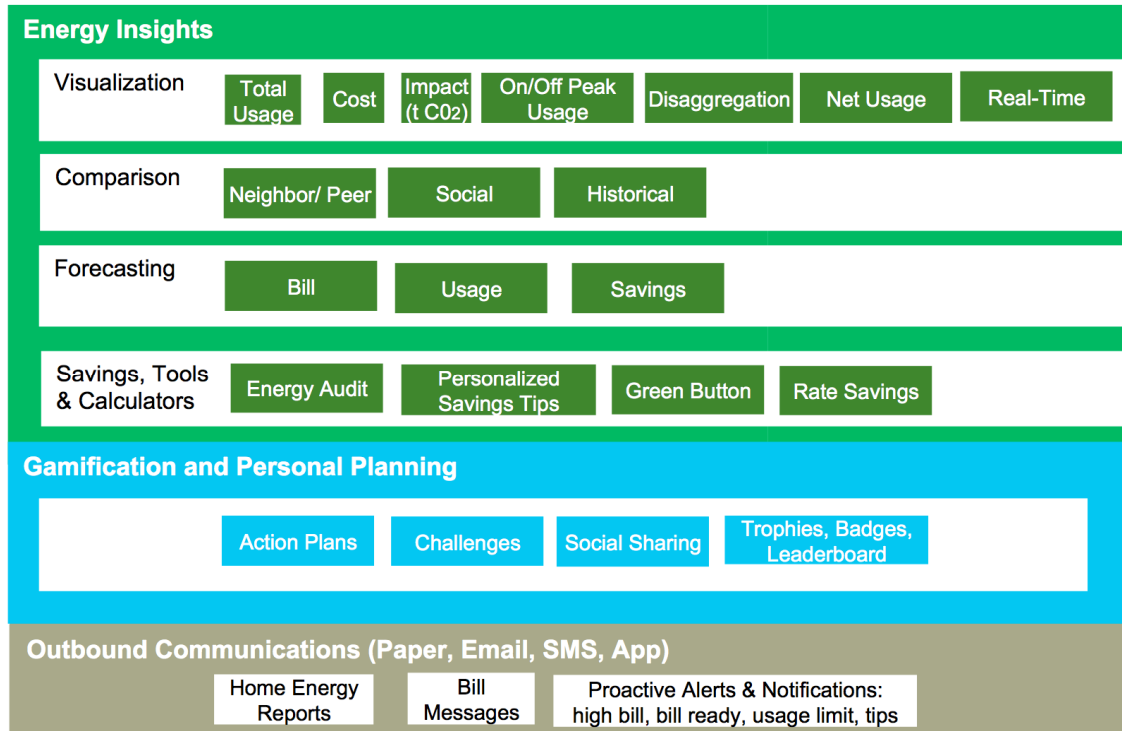 Energy Insights
Visualization
Total
Usage
Cost
Impact
(t C02)
On/Off Peak
Usage
Disaggregation
Net Usage
Real-Time
Comparison
Neighbor/ Peer
Social
Historical
Forecasting
Bill
Usage
Savings
Savings, Tools
& Calculators
Energy Audit
Personalized
Savings Tips
Green Button
Rate Savings
Gamification and Personal Planning
Action Plans
Challenges
Social Sharing
Trophies, Badges,
Leaderboard
Outbound Communications (Paper, Email, SMS, App)
Home Energy
Reports
Bill
Messages
Proactive Alerts & Notifications:
high bill, bill ready, usage limit, tips